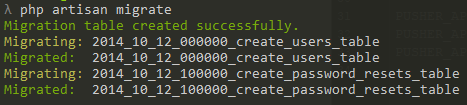 λ php artisan migrate
Migration table created successfully.
Migrating: 2014_10_12_000000_create_users_table
Migrated:  2014_10_12_000000_create_users_table
Migrating: 2014_10_12_100000_create_password_resets_table
Migrated:  2014_10_12_100000_create_password_resets_table